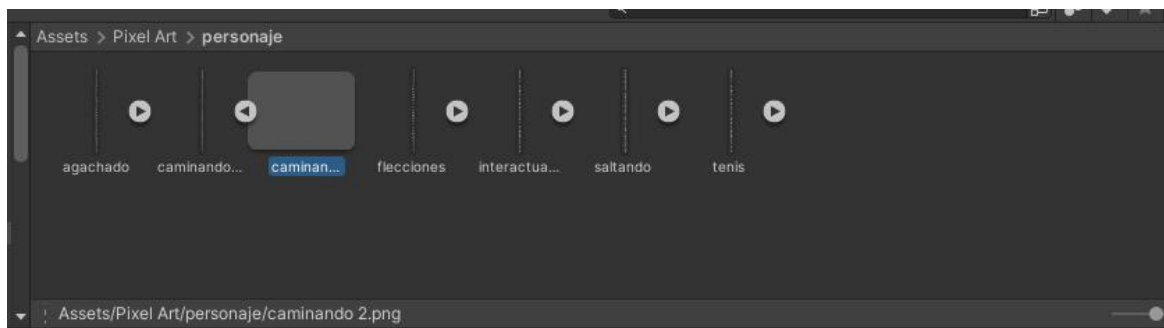 Assets > Pixel Art > personaje
agachado caminando... caminan... flecciones interactua... saltando tenis
Assets/Pixel Art/personaje/caminando 2.png